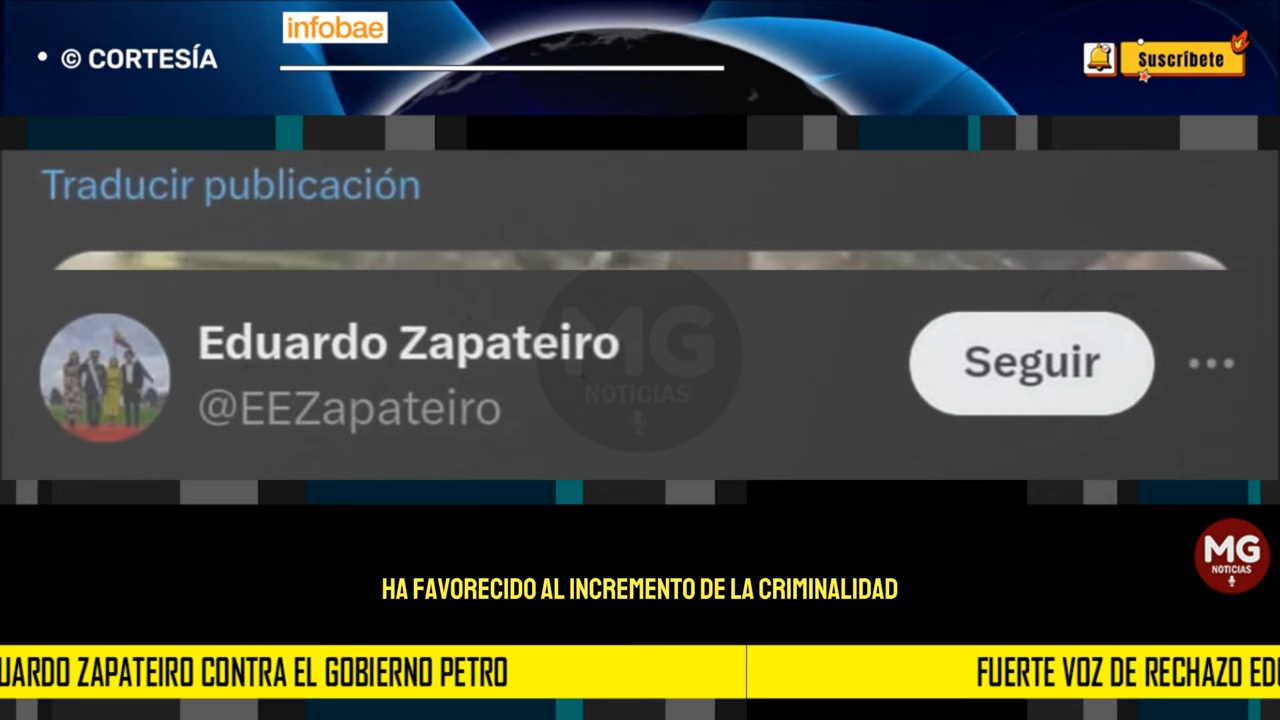 infobae
• © CORTESÍA
Suscríbete
Traducir publicación
Eduardo Zapateiro
@EEZapateiro
Seguir
MG
NOTICIAS
MG
NOTICIAS
HA FAVORECIDO AL INCREMENTO DE LA CRIMINALIDAD
UARDO ZAPATEIRO CONTRA EL GOBIERNO PETRO
FUERTE VOZ DE RECHAZO EDU